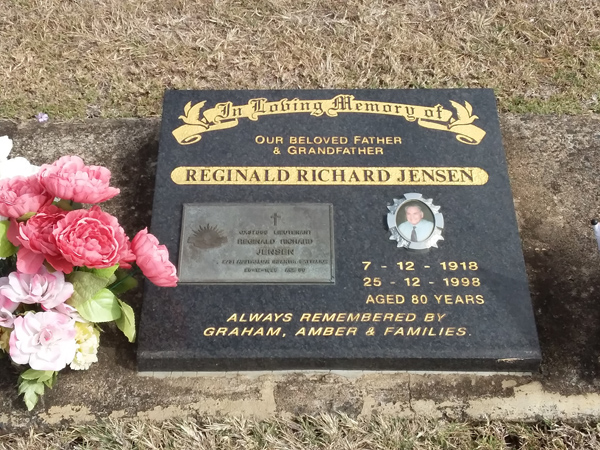 In Loving Memory of
OUR BELOVED FATHER
& GRANDFATHER
REGINALD RICHARD JENSEN
LIEUTENANT
REGINALD RICHARD
JENSEN
7 - 12 - 1918
25 - 12 - 1998
AGED 80 YEARS
ALWAYS REMEMBERED BY
GRAHAM, AMBER & FAMILIES.